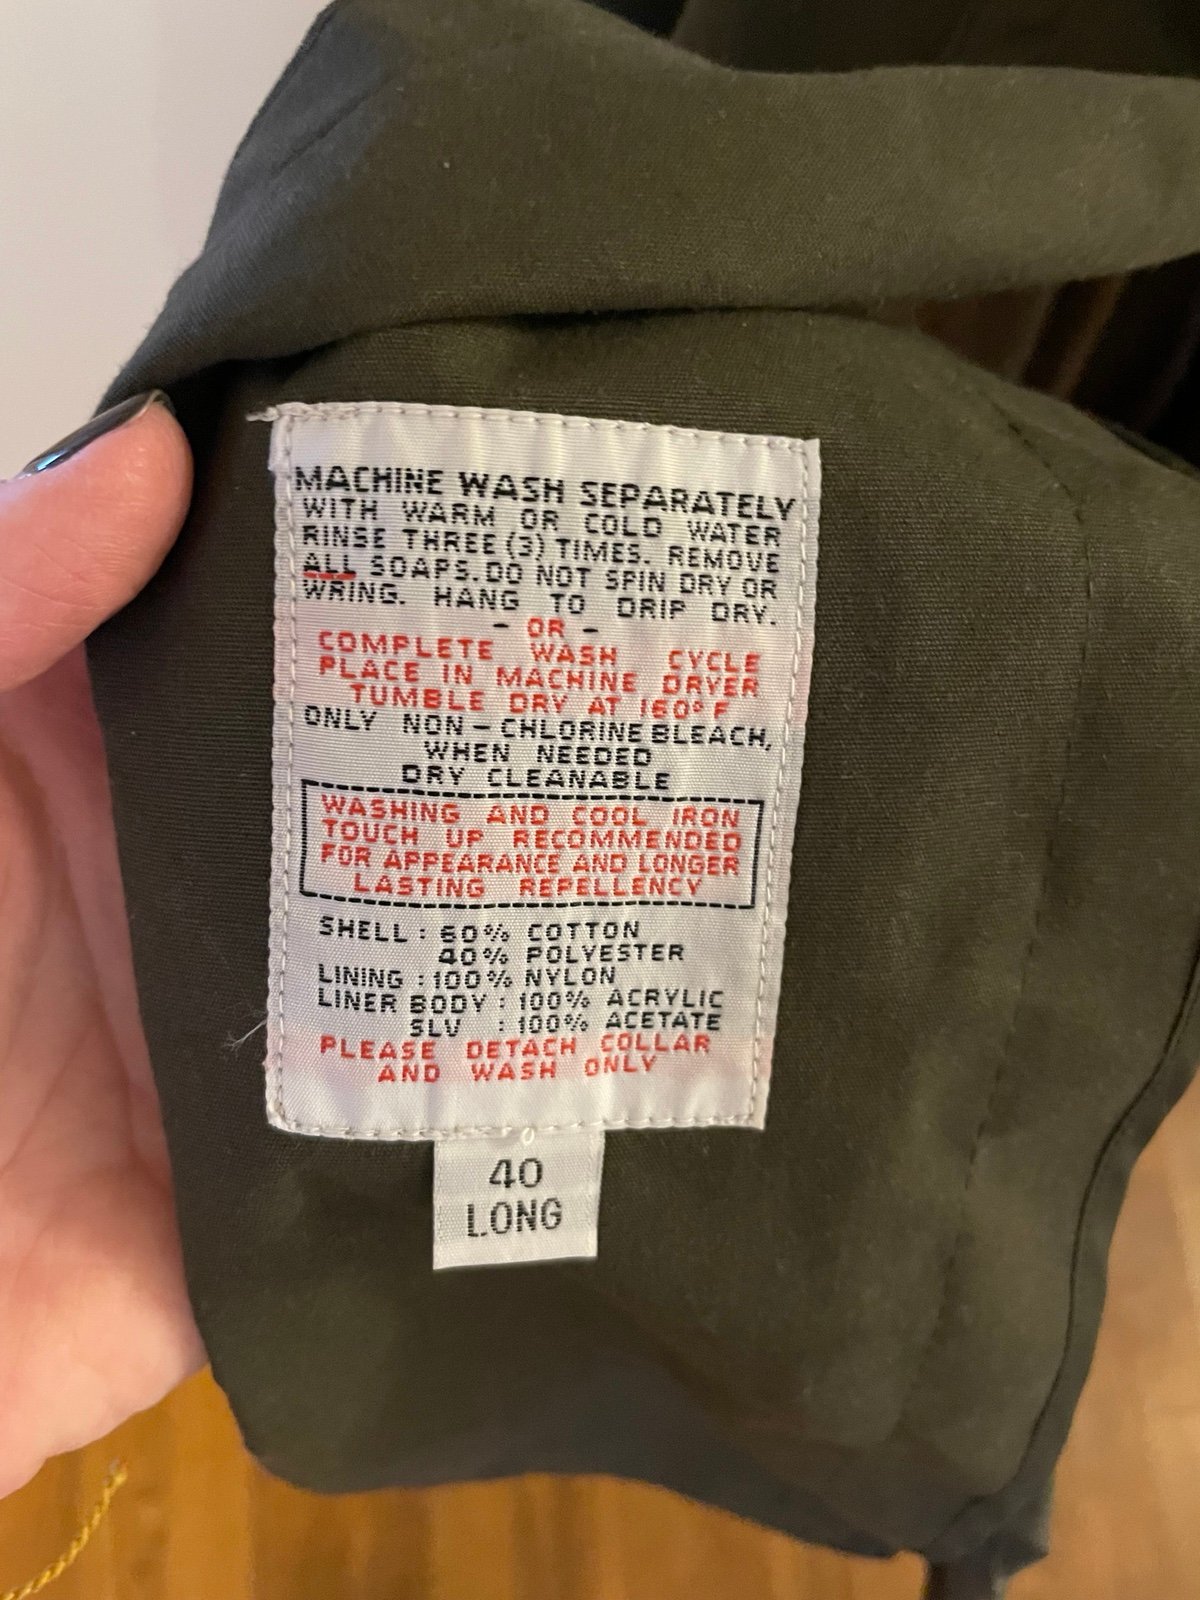 MACHINE WASH SEPARATELY
WITH WARM OR COLD WATER
RINSE THREE (3) TIMES. REMOVE
ALL SOAPS. DO NOT SPIN DRY OR
WRING. HANG TO DRIP DRY.
- OR -
COMPLETE WASH CYCLE
PLACE IN MACHINE DRYER
TUMBLE DRY AT 160° F
ONLY NON - CHLORINE BLEACH,
WHEN NEEDED
DRY CLEANABLE
WASHING AND COOL IRON
TOUCH UP RECOMMENDED
FOR APPEARANCE AND LONGER
LASTING REPELLENCY
SHELL : 60% COTTON
40% POLYESTER
LINING : 100% NYLON
LINER BODY : 100% ACRYLIC
SLV : 100% ACETATE
PLEASE DETACH COLLAR
AND WASH ONLY
40
LONG